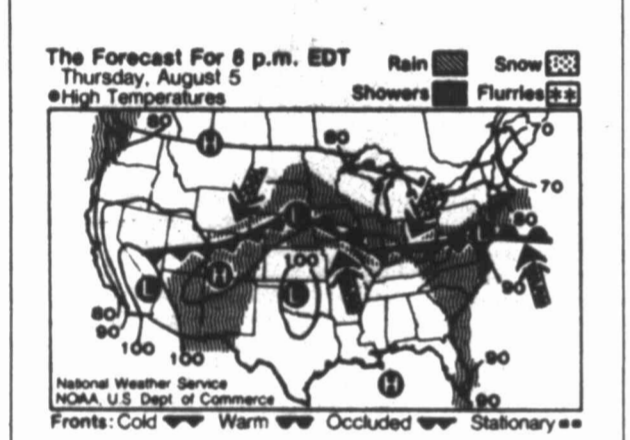 The Forecast For 8 p.m. EDT
Thursday, August 5
High Temperatures
Rain
Snow
Showers
Flurries
80
H
80
70
70
80
L
L
100
H
L
L
90
80
90
100
100
90
H
90
National Weather Service
NOAA, U.S. Dept of Commerce
Fronts: Cold
Warm
Occluded
Stationary